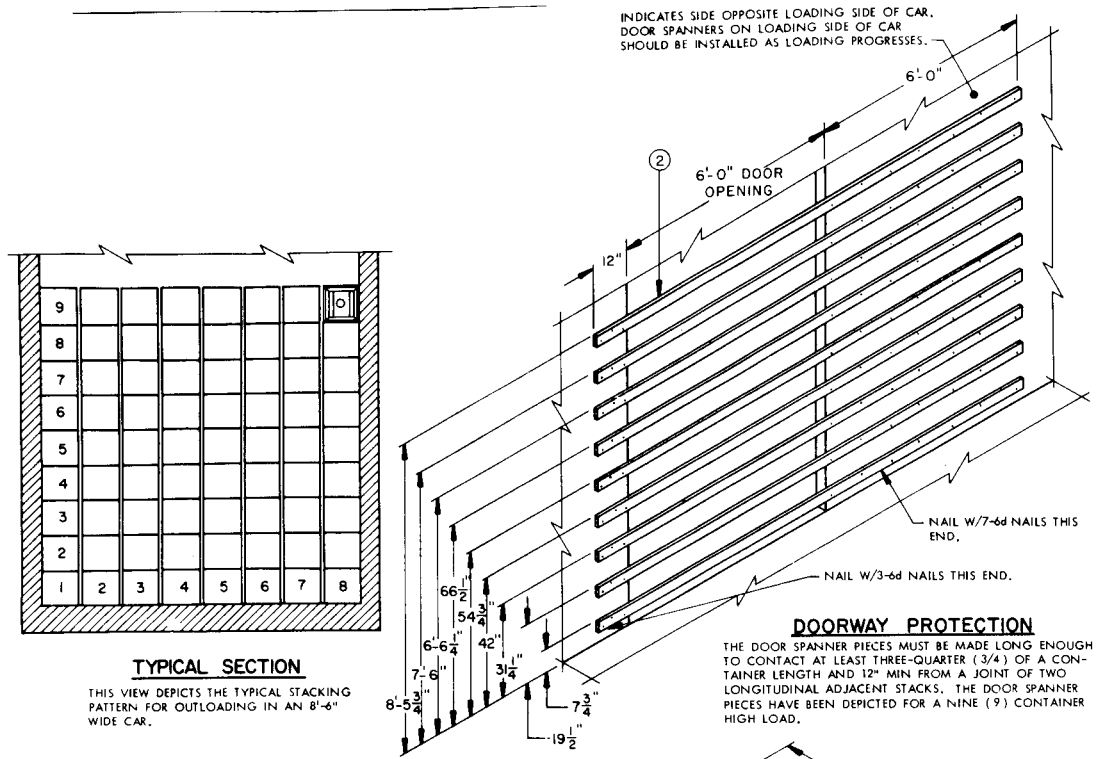 INDICATES SIDE OPPOSITE LOADING SIDE OF CAR.
DOOR SPANNERS ON LOADING SIDE OF CAR
SHOULD BE INSTALLED AS LOADING PROGRESSES.
6'-0"
2
6'-0" DOOR
OPENING
12"
9
8
7
6
5
4
3
2
1 2 3 4 5 6 7 8
66 1/2"
54 3/4"
6'-6 1/4"
42"
7'-6"
31 1/4"
8'-5 3/4"
7 3/4"
19 1/2"
NAIL W/7-6d NAILS THIS
END.
NAIL W/3-6d NAILS THIS END.
TYPICAL SECTION
THIS VIEW DEPICTS THE TYPICAL STACKING
PATTERN FOR OUTLOADING IN AN 8'-6"
WIDE CAR.
DOORWAY PROTECTION
THE DOOR SPANNER PIECES MUST BE MADE LONG ENOUGH
TO CONTACT AT LEAST THREE-QUARTER (3/4) OF A CON-
TAINER LENGTH AND 12" MIN FROM A JOINT OF TWO
LONGITUDINAL ADJACENT STACKS. THE DOOR SPANNER
PIECES HAVE BEEN DEPICTED FOR A NINE (9) CONTAINER
HIGH LOAD.